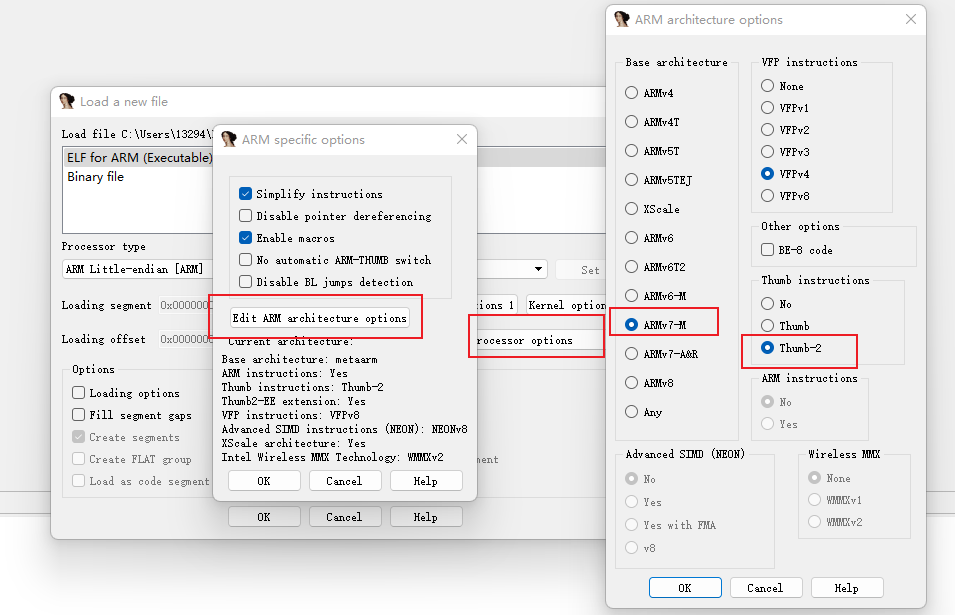 Load a new file
Load file C:\Users\13294\
ELF for ARM (Executable)
Binary file
Processor type
ARM Little-endian [ARM]
Set
Loading segment 0x000000
Loading offset 0x000000
Kernel option
rocessor options
Options
Loading options
Fill segment gaps
Create segments
Create FLAT group
Load as code segment
OK
Cancel
Help
ARM specific options
Simplify instructions
Disable pointer dereferencing
Enable macros
No automatic ARM-THUMB switch
Disable BL jumps detection
Edit ARM architecture options
Current architecture:
Base architecture: metaarm
ARM instructions: Yes
Thumb instructions: Thumb-2
Thumb2-EE extension: Yes
VFP instructions: VFPv8
Advanced SIMD instructions (NEON): NEONv8
XScale architecture: Yes
Intel Wireless MMX Technology: WMMXv2
OK
Cancel
Help
ARM architecture options
Base architecture
ARMv4
ARMv4T
ARMv5T
ARMv5TEJ
XScale
ARMv6
ARMv6T2
ARMv6-M
ARMv7-M
ARMv7-A&R
ARMv8
Any
VFP instructions
None
VFPv1
VFPv2
VFPv3
VFPv4
VFPv8
Other options
BE-8 code
Thumb instructions
No
Thumb
Thumb-2
ARM instructions
No
Yes
Advanced SIMD (NEON)
No
Yes
Yes with FMA
v8
Wireless MMX
None
WMMXv1
WMMXv2
OK
Cancel
Help